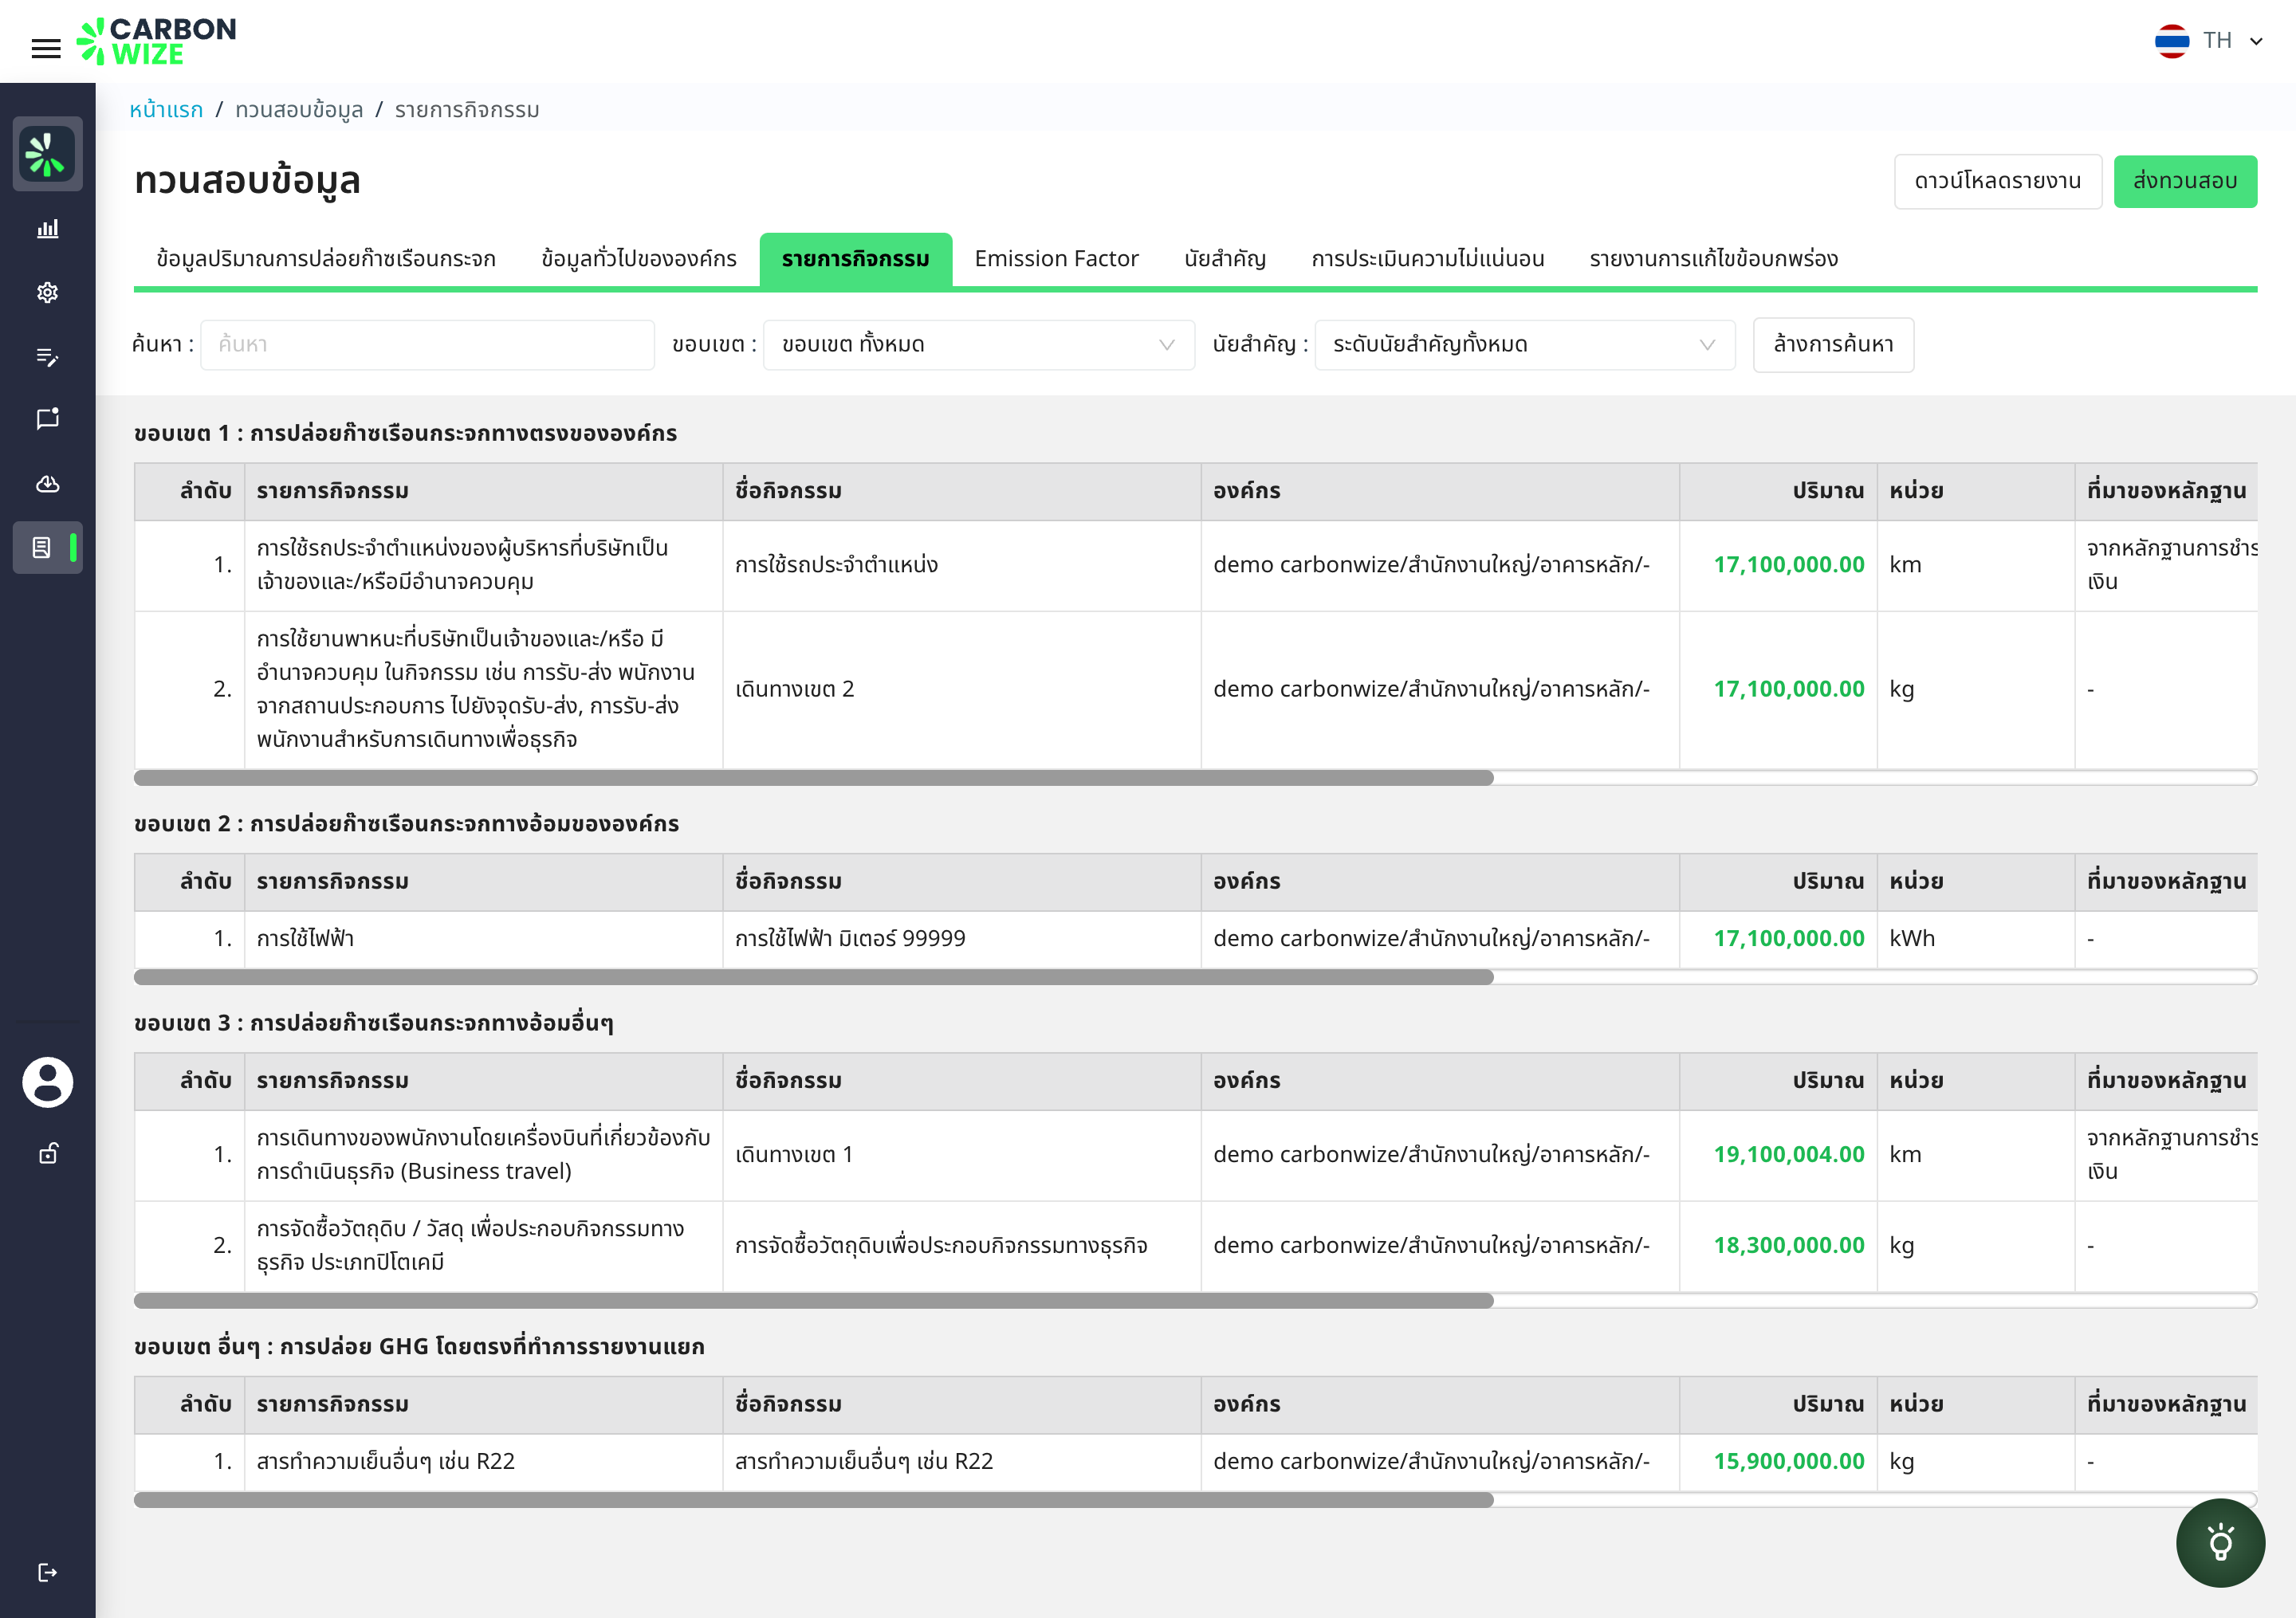 CARBON
WIZE
TH
หน้าแรก / ทวนสอบข้อมูล / รายการกิจกรรม
ทวนสอบข้อมูล
ดาวน์โหลดรายงาน
ส่งทวนสอบ
ข้อมูลปริมาณการปล่อยก๊าซเรือนกระจก ข้อมูลทั่วไปขององค์กร รายการกิจกรรม Emission Factor นัยสำคัญ การประเมินความไม่แน่นอน รายงานการแก้ไขข้อบกพร่อง
ค้นหา : ค้นหา ขอบเขต : ขอบเขต ทั้งหมด นัยสำคัญ : ระดับนัยสำคัญทั้งหมด ล้างการค้นหา
ขอบเขต 1 : การปล่อยก๊าซเรือนกระจกทางตรงขององค์กร
ลำดับ รายการกิจกรรม ชื่อกิจกรรม องค์กร ปริมาณ หน่วย ที่มาของหลักฐาน
1. การใช้รถประจำตำแหน่งของผู้บริหารที่บริษัทเป็น
เจ้าของและ/หรือมีอำนาจควบคุม
การใช้รถประจำตำแหน่ง demo carbonwize/สำนักงานใหญ่/อาคารหลัก/- 17,100,000.00 km
จากหลักฐานการชำร
เงิน
2. การใช้ยานพาหนะที่บริษัทเป็นเจ้าของและ/หรือ มี
อำนาจควบคุม ในกิจกรรม เช่น การรับ-ส่ง พนักงาน
จากสถานประกอบการ ไปยังจุดรับ-ส่ง, การรับ-ส่ง
พนักงานสำหรับการเดินทางเพื่อธุรกิจ
เดินทางเขต 2 demo carbonwize/สำนักงานใหญ่/อาคารหลัก/- 17,100,000.00 kg -
ขอบเขต 2 : การปล่อยก๊าซเรือนกระจกทางอ้อมขององค์กร
ลำดับ รายการกิจกรรม ชื่อกิจกรรม องค์กร ปริมาณ หน่วย ที่มาของหลักฐาน
1. การใช้ไฟฟ้า การใช้ไฟฟ้า มิเตอร์ 99999 demo carbonwize/สำนักงานใหญ่/อาคารหลัก/- 17,100,000.00 kWh -
ขอบเขต 3 : การปล่อยก๊าซเรือนกระจกทางอ้อมอื่นๆ
ลำดับ รายการกิจกรรม ชื่อกิจกรรม องค์กร ปริมาณ หน่วย ที่มาของหลักฐาน
1. การเดินทางของพนักงานโดยเครื่องบินที่เกี่ยวข้องกับ
การดำเนินธุรกิจ (Business travel)
เดินทางเขต 1 demo carbonwize/สำนักงานใหญ่/อาคารหลัก/- 19,100,004.00 km
จากหลักฐานการชำร
เงิน
2. การจัดซื้อวัตถุดิบ / วัสดุ เพื่อประกอบกิจกรรมทาง
ธุรกิจ ประเภทปิโตเคมี
การจัดซื้อวัตถุดิบเพื่อประกอบกิจกรรมทางธุรกิจ demo carbonwize/สำนักงานใหญ่/อาคารหลัก/- 18,300,000.00 kg -
ขอบเขต อื่นๆ : การปล่อย GHG โดยตรงที่ทำการรายงานแยก
ลำดับ รายการกิจกรรม ชื่อกิจกรรม องค์กร ปริมาณ หน่วย ที่มาของหลักฐาน
1. สารทำความเย็นอื่นๆ เช่น R22 สารทำความเย็นอื่นๆ เช่น R22 demo carbonwize/สำนักงานใหญ่/อาคารหลัก/- 15,900,000.00 kg -